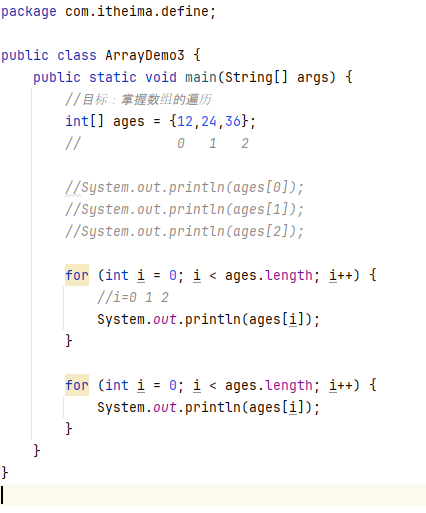 package com.itheima.define;
public class ArrayDemo3 {
public static void main(String[] args) {
//目标：掌握数组的遍历
int[] ages = {12,24,36};
// 0 1 2
//System.out.println(ages[0]);
//System.out.println(ages[1]);
//System.out.println(ages[2]);
for (int i = 0; i < ages.length; i++) {
//i=0 1 2
System.out.println(ages[i]);
}
for (int i = 0; i < ages.length; i++) {
System.out.println(ages[i]);
}
}
}